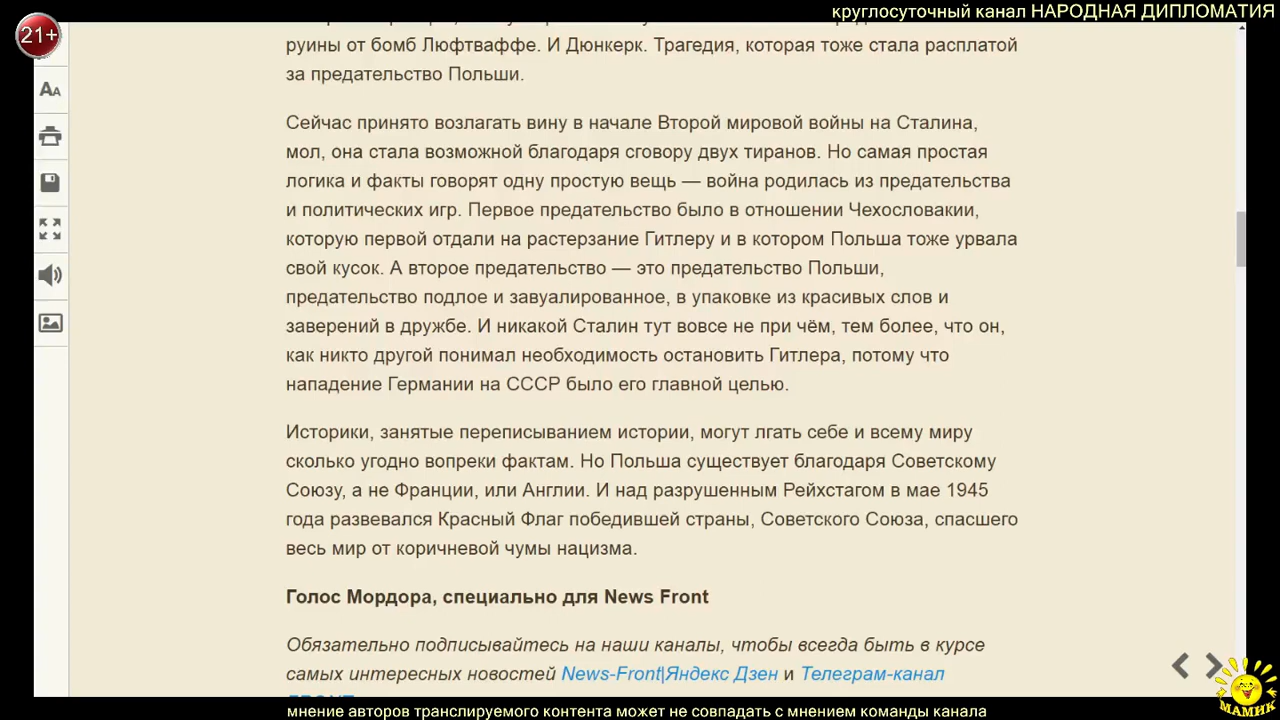 круглосуточный канал НАРОДНАЯ ДИПЛОМАТИЯ
21+
руины от бомб Люфтваффе. И Дюнкерк. Трагедия, которая тоже стала расплатой
за предательство Польши.
Сейчас принято возлагать вину в начале Второй мировой войны на Сталина,
мол, она стала возможной благодаря сговору двух тиранов. Но самая простая
логика и факты говорят одну простую вещь — война родилась из предательства
и политических игр. Первое предательство было в отношении Чехословакии,
которую первой отдали на растерзание Гитлеру и в котором Польша тоже урвала
свой кусок. А второе предательство — это предательство Польши,
предательство подлое и завуалированное, в упаковке из красивых слов и
заверений в дружбе. И никакой Сталин тут вовсе не при чём, тем более, что он,
как никто другой понимал необходимость остановить Гитлера, потому что
нападение Германии на СССР было его главной целью.
Историки, занятые переписыванием истории, могут лгать себе и всему миру
сколько угодно вопреки фактам. Но Польша существует благодаря Советскому
Союзу, а не Франции, или Англии. И над разрушенным Рейхстагом в мае 1945
года развевался Красный Флаг победившей страны, Советского Союза, спасшего
весь мир от коричневой чумы нацизма.
Голос Мордора, специально для News Front
Обязательно подписывайтесь на наши каналы, чтобы всегда быть в курсе
самых интересных новостей News-Front|Яндекс Дзен и Телеграм-канал
МАМИК
мнение авторов транслируемого контента может не совпадать с мнением команды канала